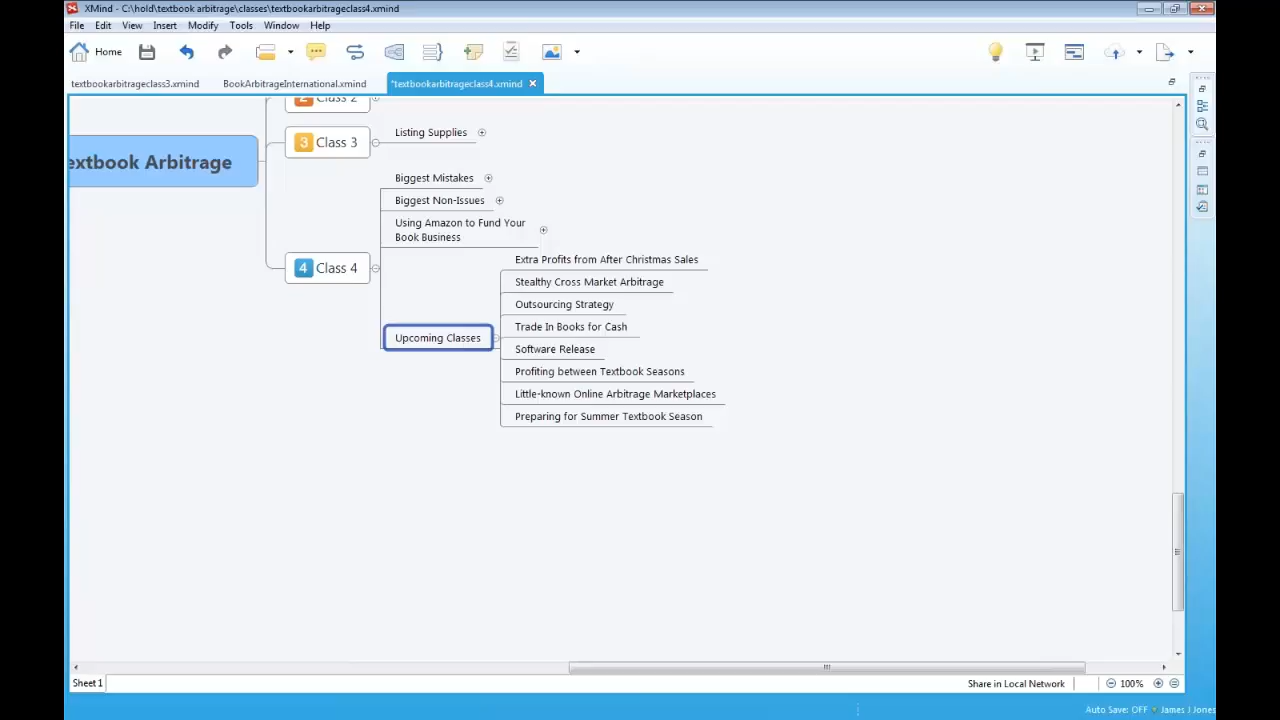 XMind - C:\hold\textbook arbitrage\classes\textbookarbitrageclass4.xmind
File Edit View Insert Modify Tools Window Help
Home
textbookarbitrageclass3.xmind BookArbitrageInternational.xmind *textbookarbitrageclass4.xmind
2 Class 2
3 Class 3
Listing Supplies
extbook Arbitrage
Biggest Mistakes
Biggest Non-Issues
Using Amazon to Fund Your
Book Business
4 Class 4
Extra Profits from After Christmas Sales
Stealthy Cross Market Arbitrage
Outsourcing Strategy
Trade In Books for Cash
Upcoming Classes
Software Release
Profiting between Textbook Seasons
Little-known Online Arbitrage Marketplaces
Preparing for Summer Textbook Season
Sheet 1
Share in Local Network
100%
Auto Save: OFF
James J Jones